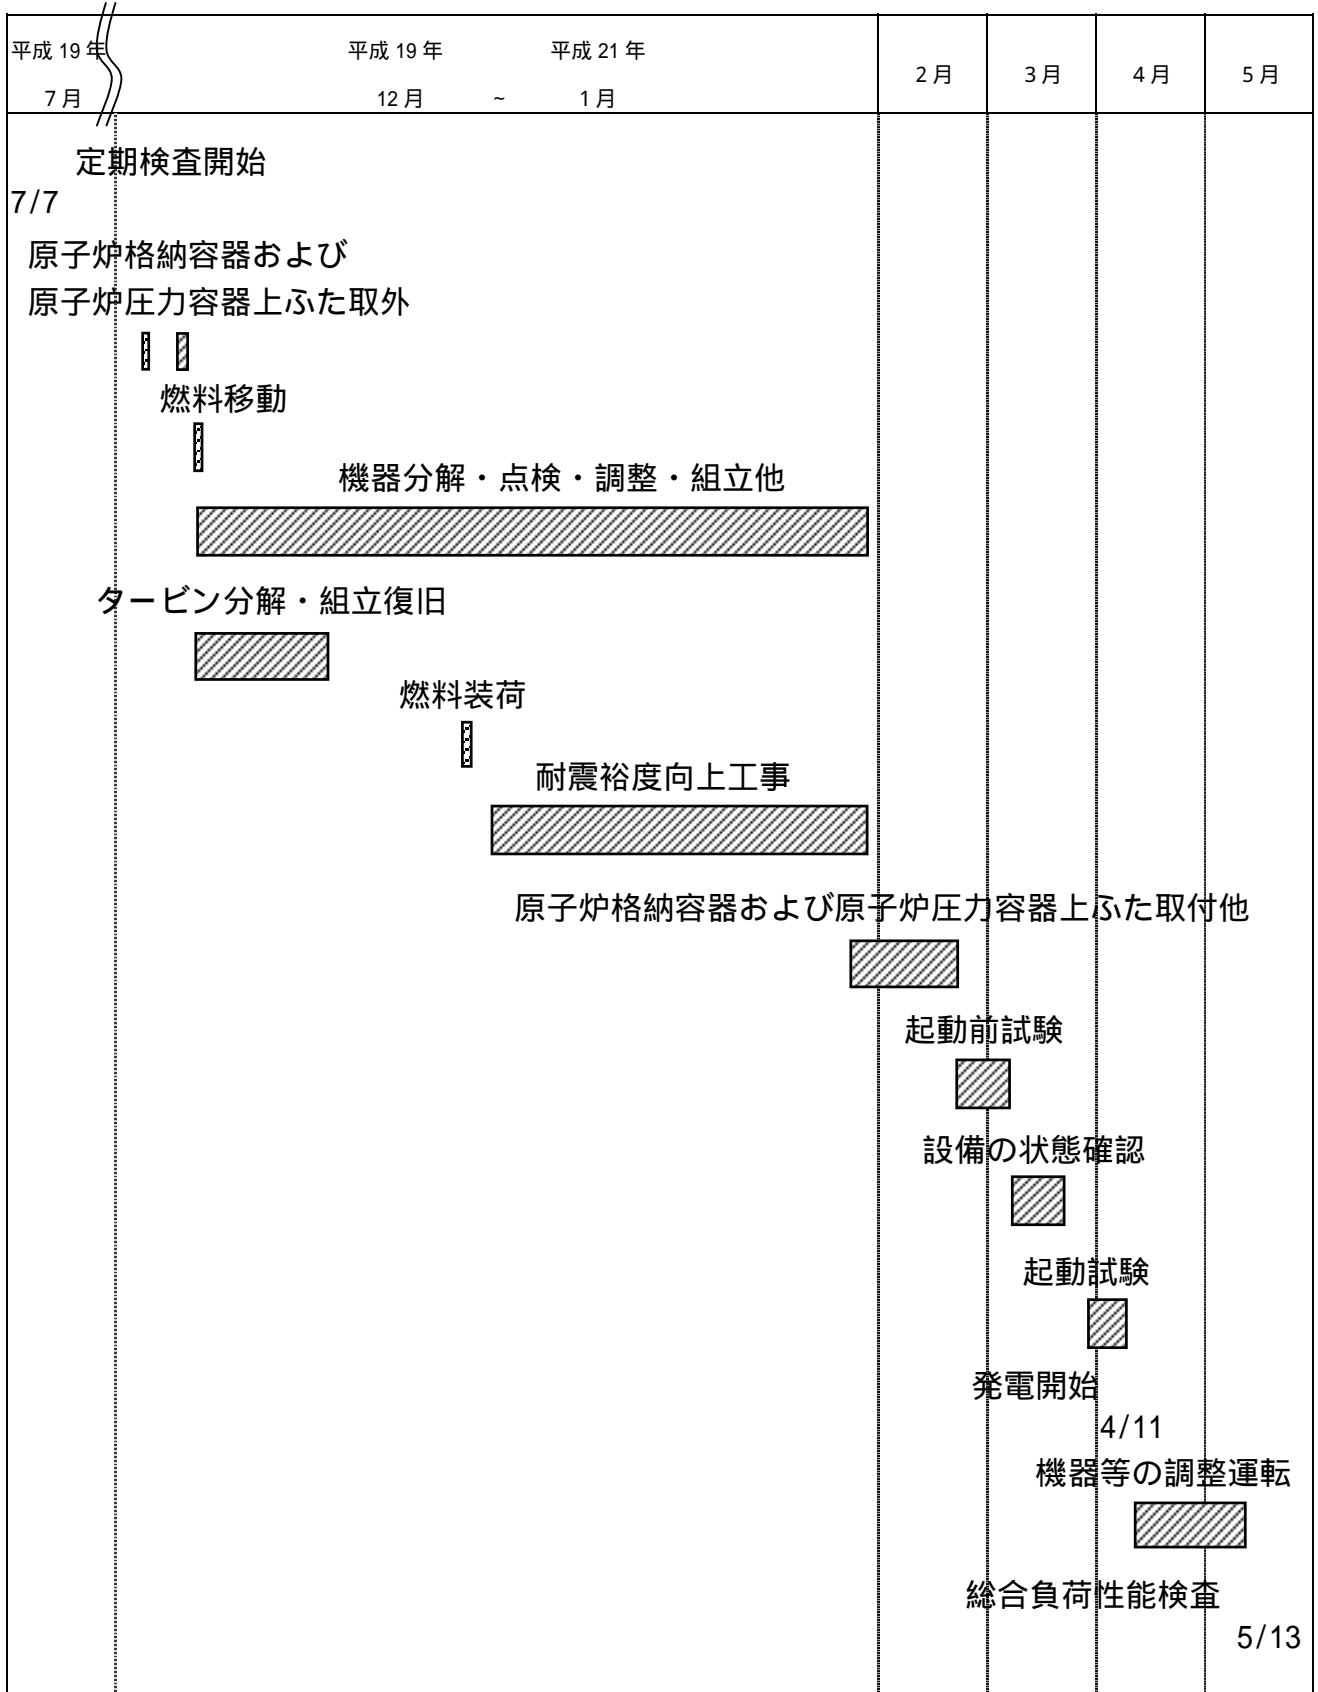 平成 19 年
平成 19 年 平成 21 年
7 月
12 月 ~ 1 月
2 月 3 月 4 月 5 月
定期検査開始
7/7
原子炉格納容器および
原子炉圧力容器上ふた取外
燃料移動
機器分解・点検・調整・組立他
タービン分解・組立復旧
燃料装荷
耐震裕度向上工事
原子炉格納容器および原子炉圧力容器上ふた取付他
起動前試験
設備の状態確認
起動試験
発電開始
4/11
機器等の調整運転
総合負荷性能検査
5/13